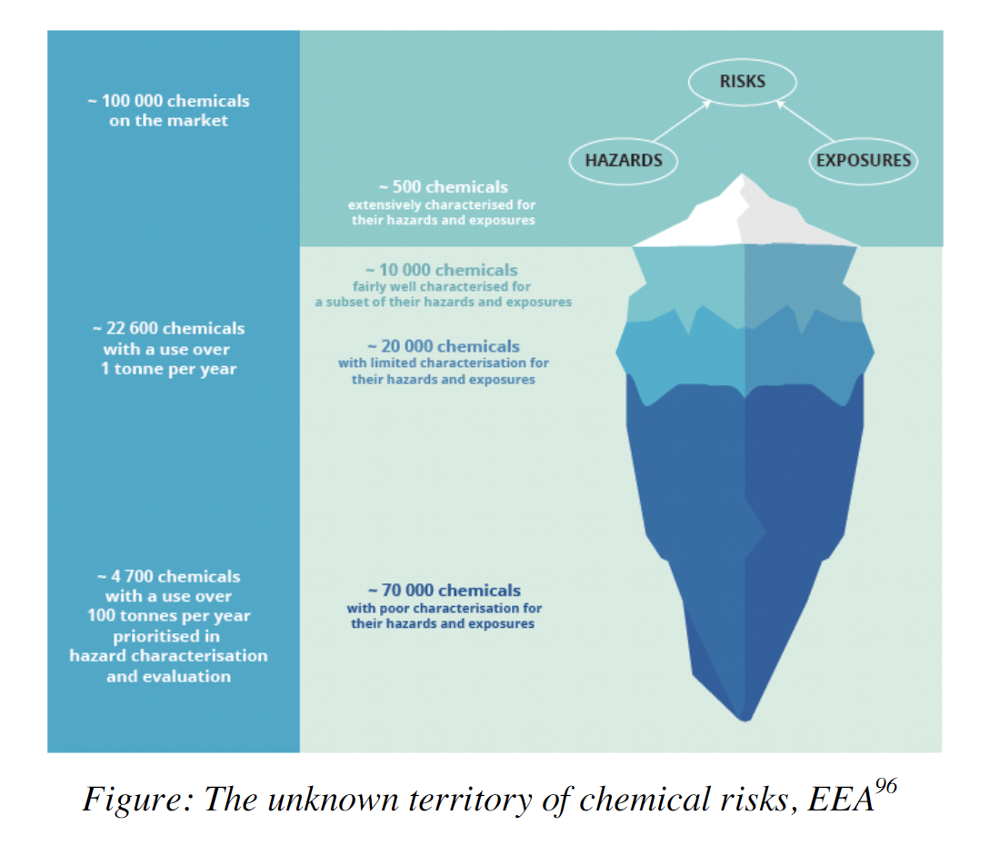 ~ 100 000 chemicals
on the market
~ 22 600 chemicals
with a use over
1 tonne per year
~ 4 700 chemicals
with a use over
100 tonnes per year
prioritised in
hazard characterisation
and evaluation
RISKS
HAZARDS
EXPOSURES
~ 500 chemicals
extensively characterised for
their hazards and exposures
~ 10 000 chemicals
fairly well characterised for
a subset of their hazards and exposures
~ 20 000 chemicals
with limited characterisation for
their hazards and exposures
~ 70 000 chemicals
with poor characterisation for
their hazards and exposures
Figure: The unknown territory of chemical risks, EEA96